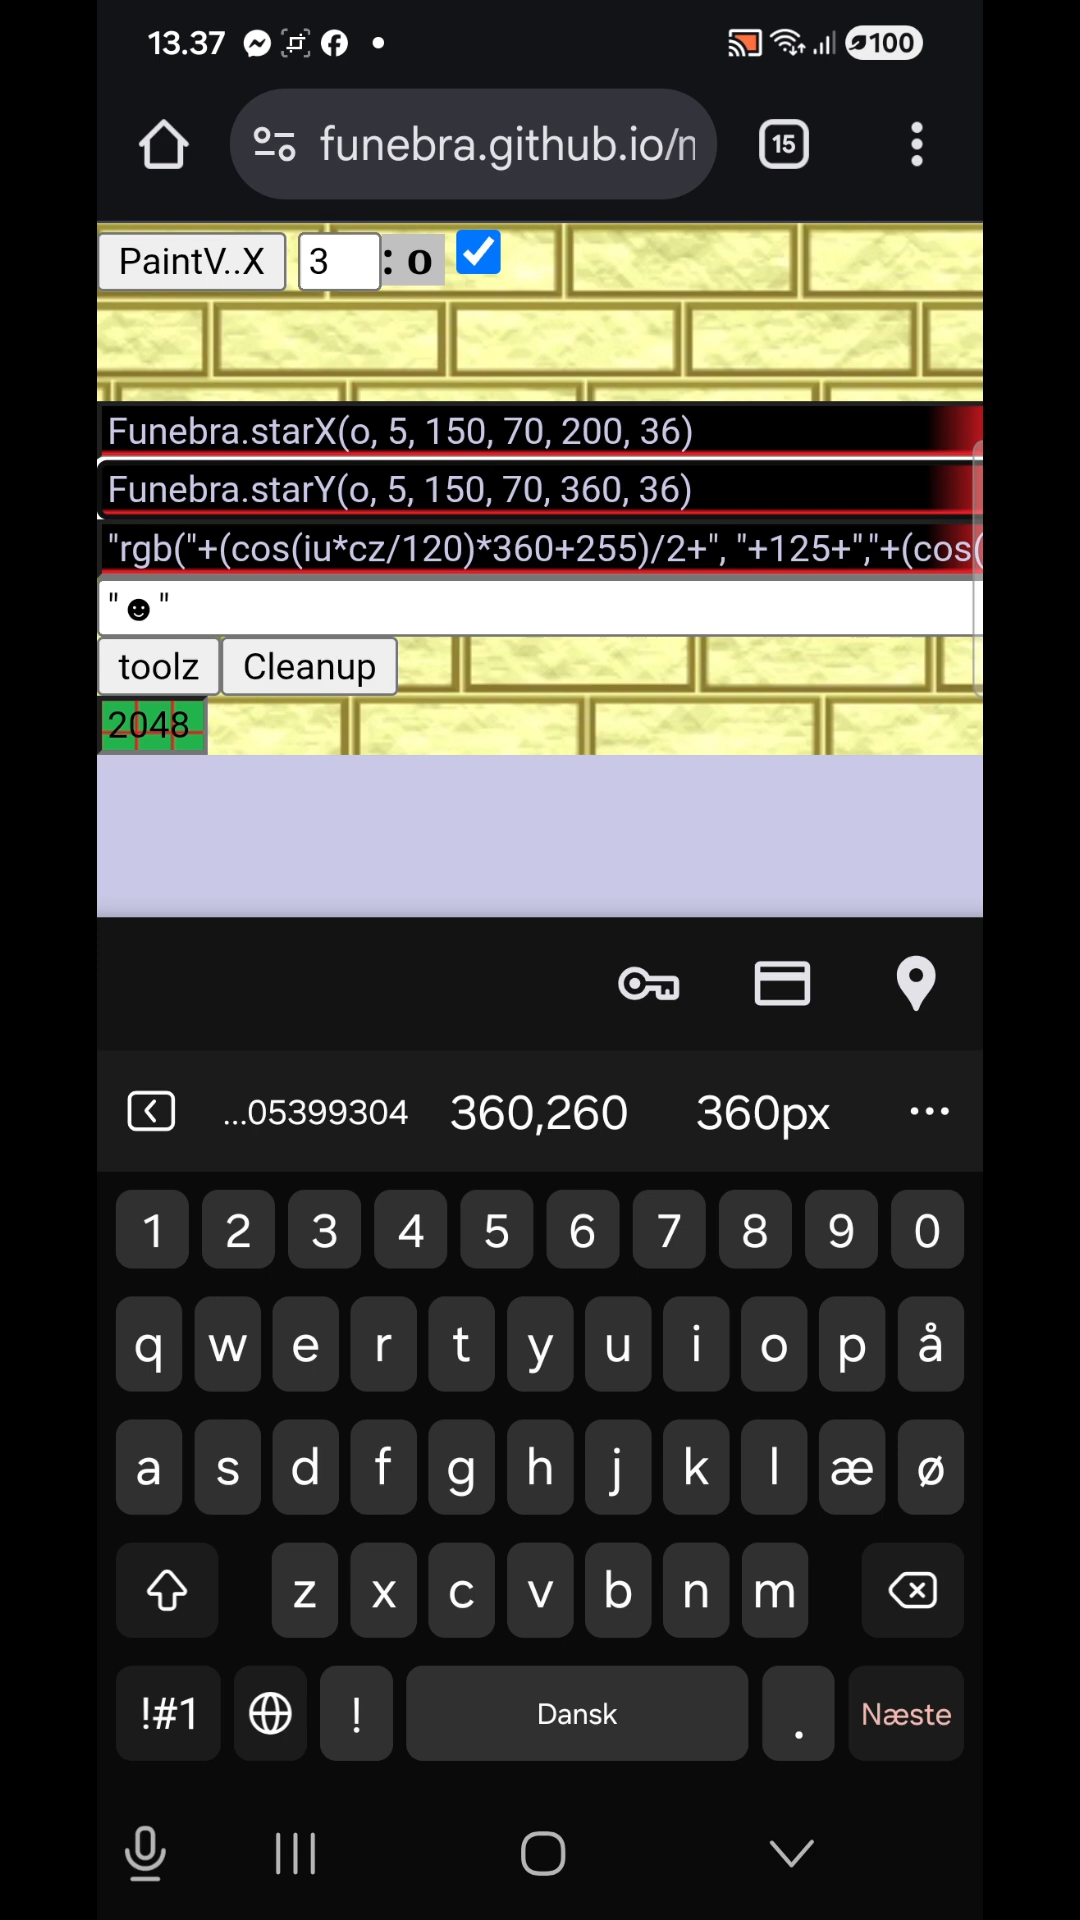 13.37
100
funebra.github.io/n
15
PaintV..X
3
: o
Funebra.starX(o, 5, 150, 70, 200, 36)
Funebra.starY(o, 5, 150, 70, 360, 36)
"rgb("+(cos(iu*cz/120)*360+255)/2+", "+125+","+(cos(
"☻"
toolz
Cleanup
2048
...05399304
360,260
360px
1 2 3 4 5 6 7 8 9 0
q w e r t y u i o p å
a s d f g h j k l æ ø
z x c v b n m
!#1
!
Dansk
.
Næste